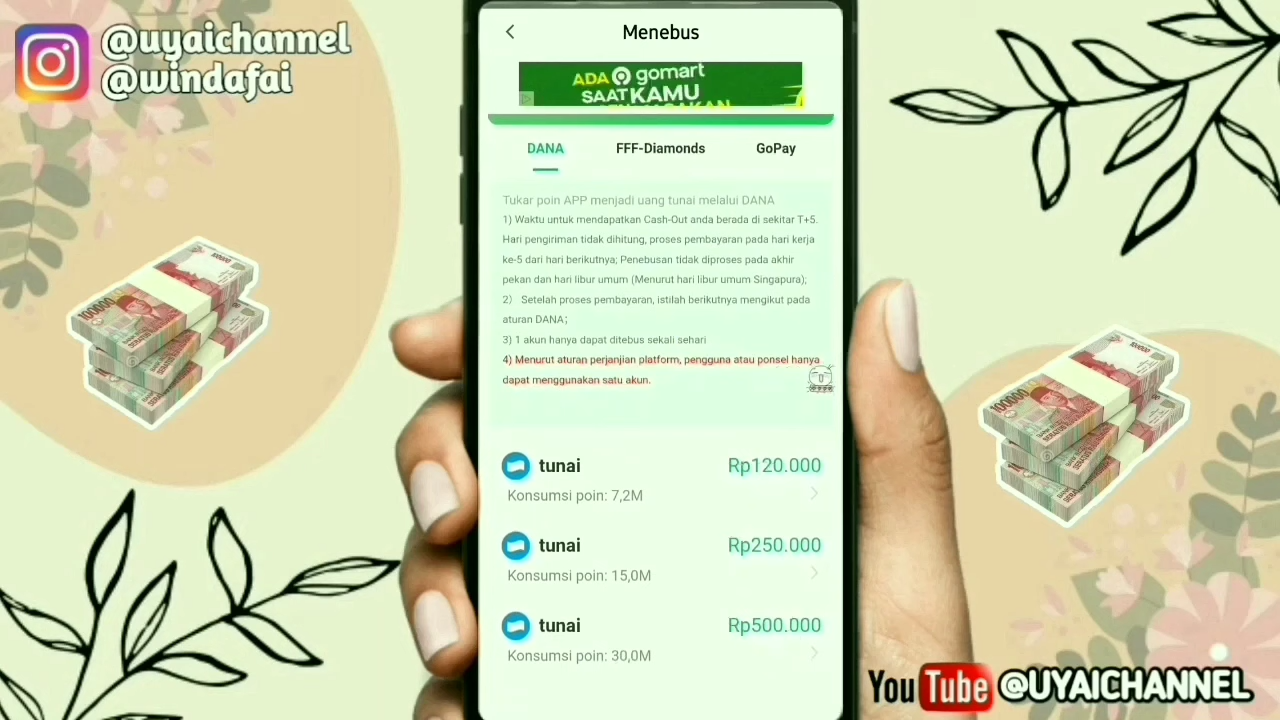 @uyaichannel
@windafai
Menebus
ADA gomart
SAAT KAMU
DANA
FFF-Diamonds
GoPay
Tukar poin APP menjadi uang tunai melalui DANA
1) Waktu untuk mendapatkan Cash-Out anda berada di sekitar T+5.
Hari pengiriman tidak dihitung, proses pembayaran pada hari kerja
ke-5 dari hari berikutnya; Penebusan tidak diproses pada akhir
pekan dan hari libur umum (Menurut hari libur umum Singapura);
2) Setelah proses pembayaran, istilah berikutnya mengikut pada
aturan DANA;
3) 1 akun hanya dapat ditebus sekali sehari
4) Menurut aturan perjanjian platform, pengguna atau ponsel hanya
dapat menggunakan satu akun.
tunai
Rp120.000
Konsumsi poin: 7,2M
tunai
Rp250.000
Konsumsi poin: 15,0M
tunai
Rp500.000
Konsumsi poin: 30,0M
100000
100000
100000
100000
YouTube @UYAICHANNEL